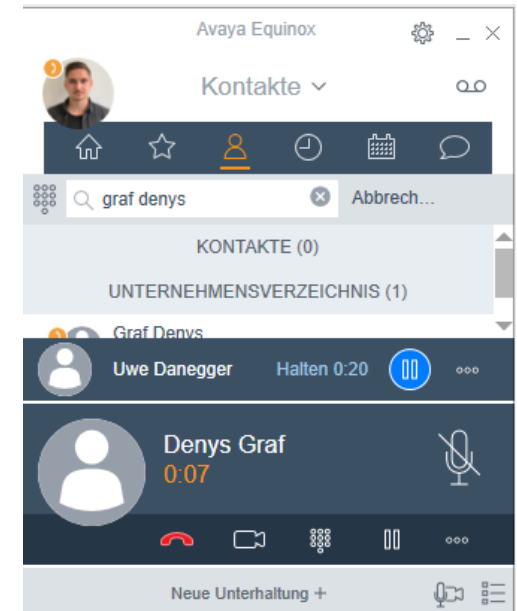 Avaya Equinox
Kontakte
graf denys
Abbrech...
KONTAKTE (0)
UNTERNEHMENSVERZEICHNIS (1)
Graf Denys
Uwe Danegger Halten 0:20
Denys Graf
0:07
Neue Unterhaltung +